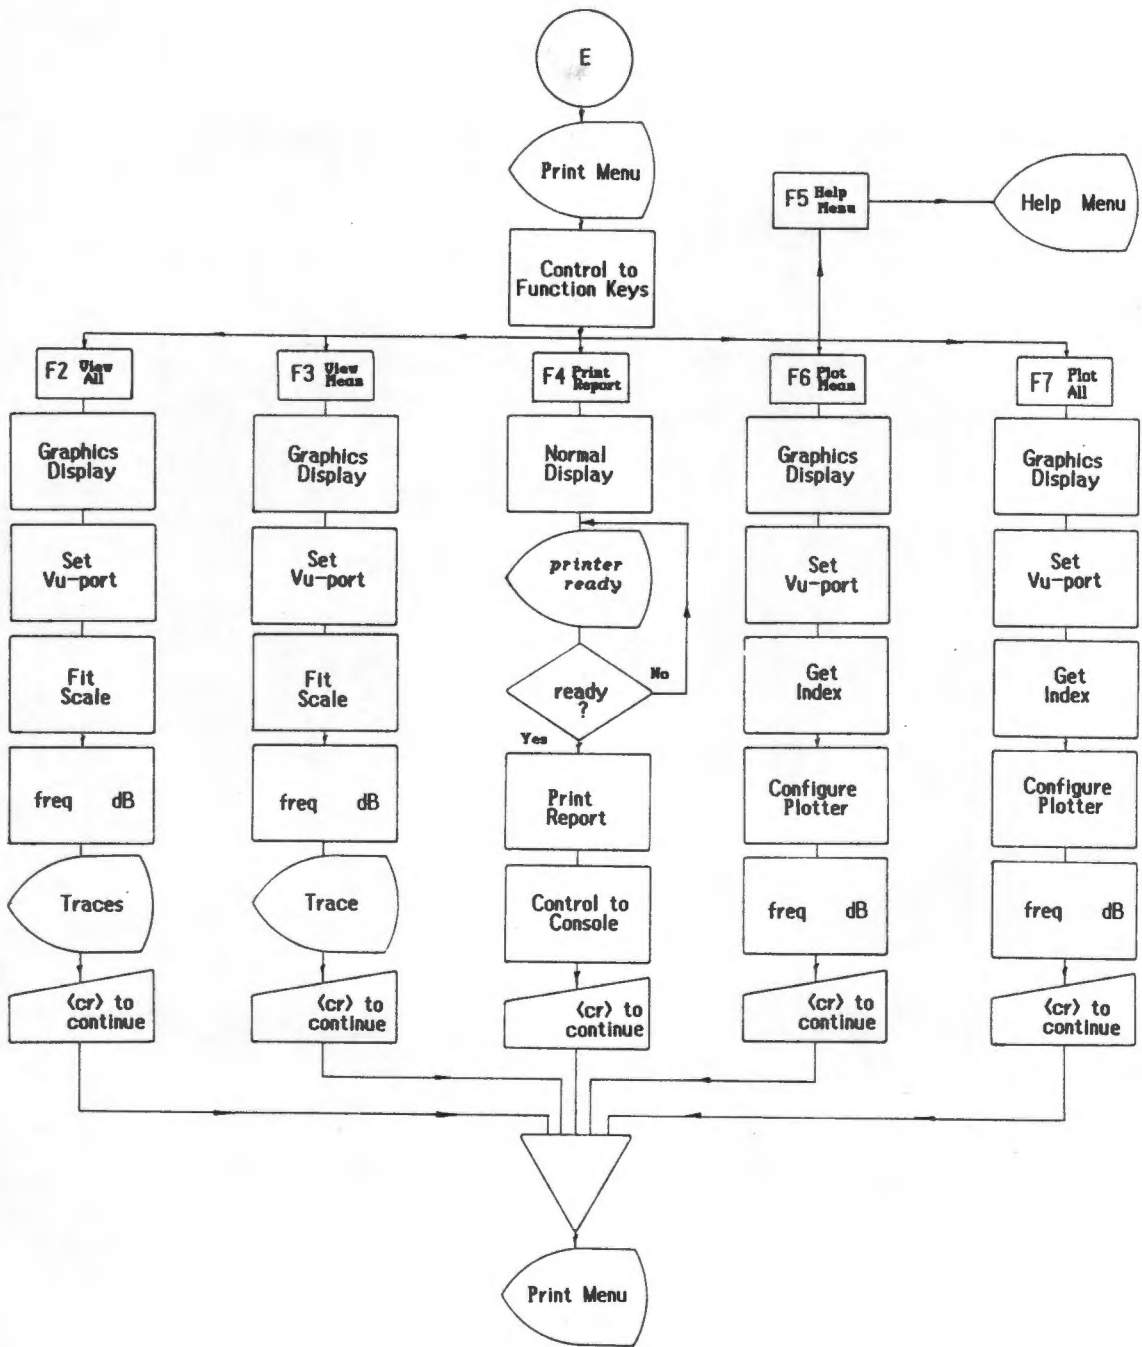 E
Print Menu
F5 Help
Menu
Help Menu
Control to
Function Keys
F2 View
All
F3 View
Mean
F4 Print
Report
F6 Plot
Mean
F7 Plot
All
Graphics
Display
Graphics
Display
Normal
Display
Graphics
Display
Graphics
Display
Set
Vu-port
Set
Vu-port
printer
ready
Set
Vu-port
Set
Vu-port
Fit
Scale
Fit
Scale
ready
?
No
Yes
Get
Index
Get
Index
freq dB
freq dB
Print
Report
Configure
Plotter
Configure
Plotter
Traces
Trace
Control to
Console
freq dB
freq dB
<cr> to
continue
<cr> to
continue
<cr> to
continue
<cr> to
continue
<cr> to
continue
Print Menu